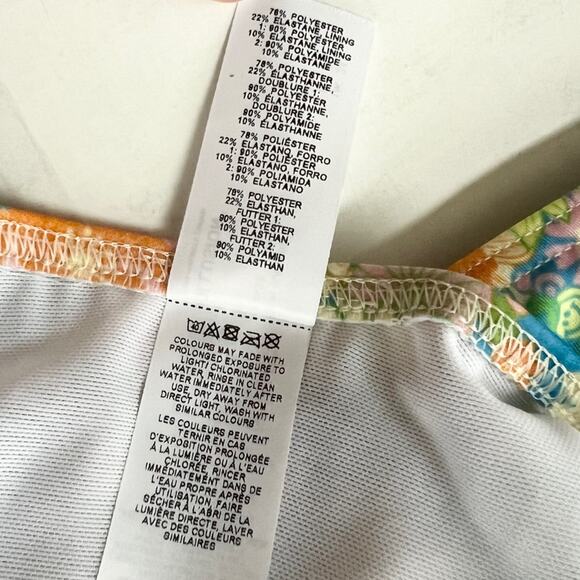 78% POLYESTER
22% ELASTANE, LINING
1: 90% POLYESTER
10% ELASTANE, LINING
2: 90% POLYAMIDE
10% ELASTANE
78% POLYESTER
22% ÉLASTHANNE,
DOUBLURE 1:
90% POLYESTER
10% ÉLASTHANNE,
DOUBLURE 2:
90% POLYAMIDE
10% ÉLASTHANNE
78% POLIÉSTER
22% ELASTANO, FORRO
1: 90% POLIÉSTER
10% ELASTANO, FORRO
2: 90% POLIAMIDA
10% ELASTANO
78% POLYESTER
22% ELASTHAN,
FUTTER 1:
90% POLYESTER
10% ELASTHAN,
FUTTER 2:
90% POLYAMID
10% ELASTHAN
COLOURS MAY FADE WITH
PROLONGED EXPOSURE TO
LIGHT/ CHLORINATED
WATER, RINSE IN CLEAN
WATER IMMEDIATELY AFTER
USE, DRY AWAY FROM
DIRECT LIGHT, WASH WITH
SIMILAR COLOURS
LES COULEURS PEUVENT
TERNIR EN CAS
D'EXPOSITION PROLONGÉE
À LA LUMIÈRE OU À L'EAU
CHLORÉE, RINCER
IMMÉDIATEMENT DANS DE
L'EAU PROPRE APRÈS
UTILISATION, FAIRE
SÉCHER À L'ABRI DE LA
LUMIÈRE DIRECTE, LAVER
AVEC DES COULEURS
SIMILAIRES